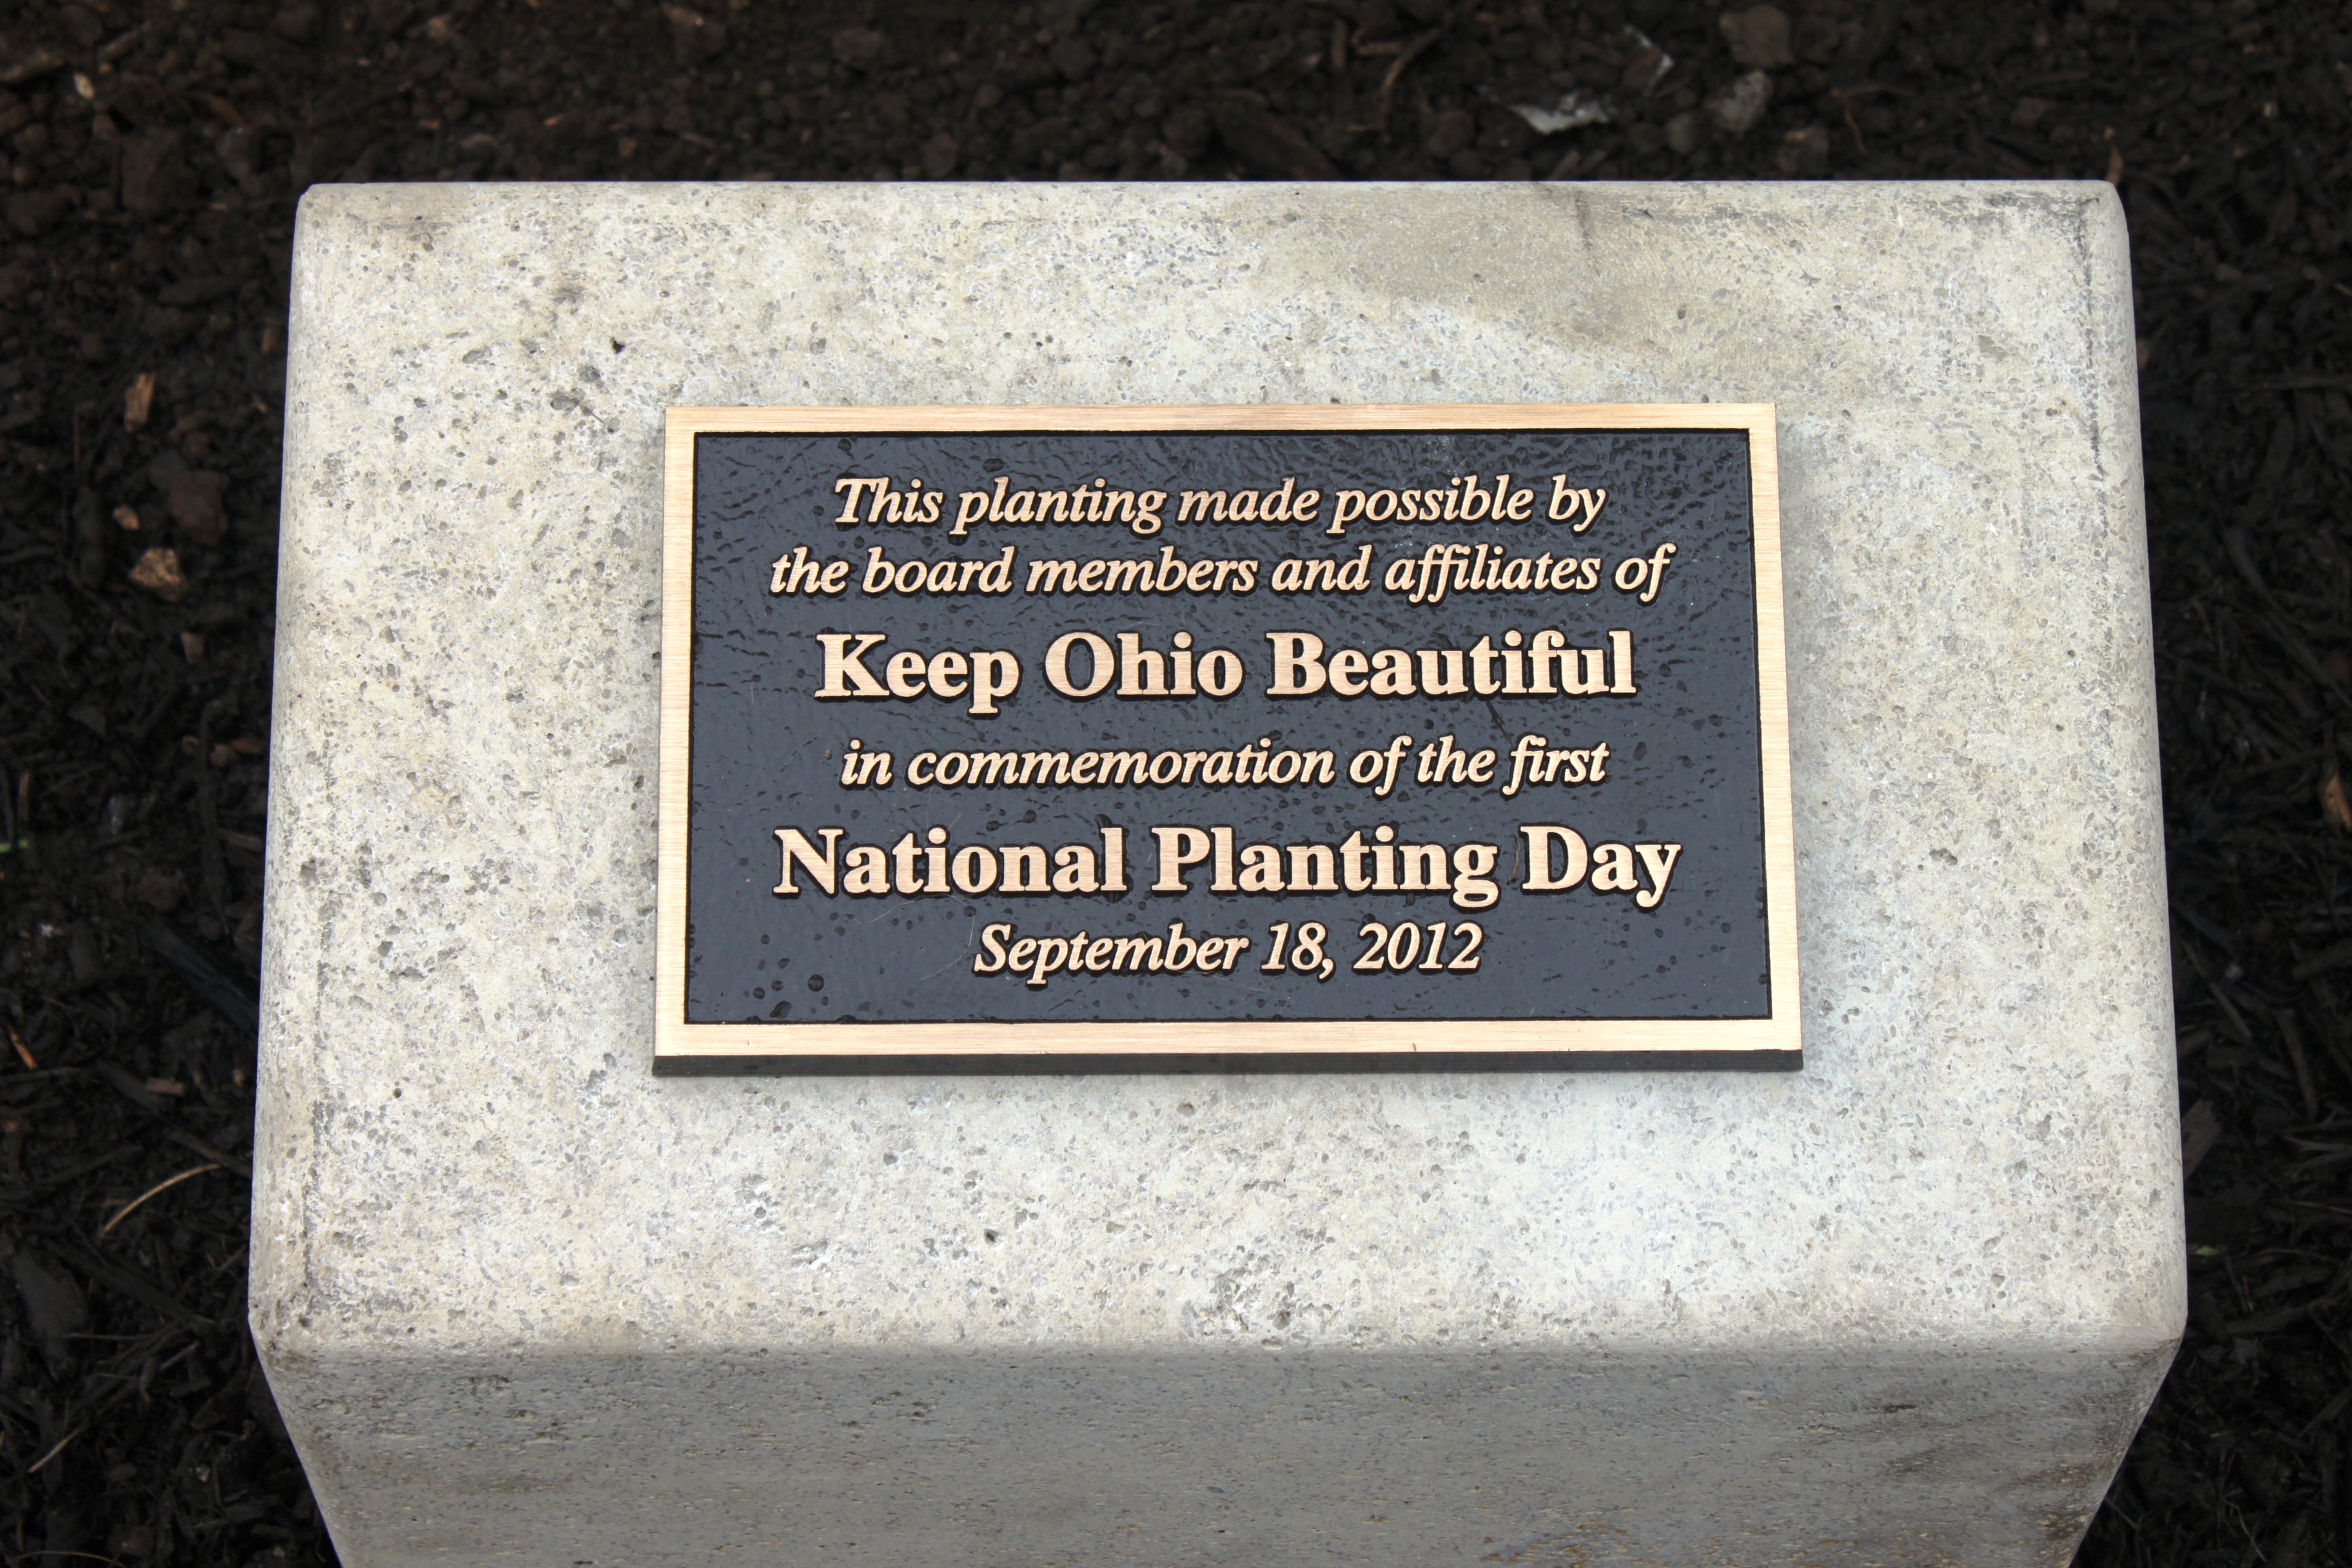 This planting made possible by
the board members and affiliates of
Keep Ohio Beautiful
in commemoration of the first
National Planting Day
September 18, 2012